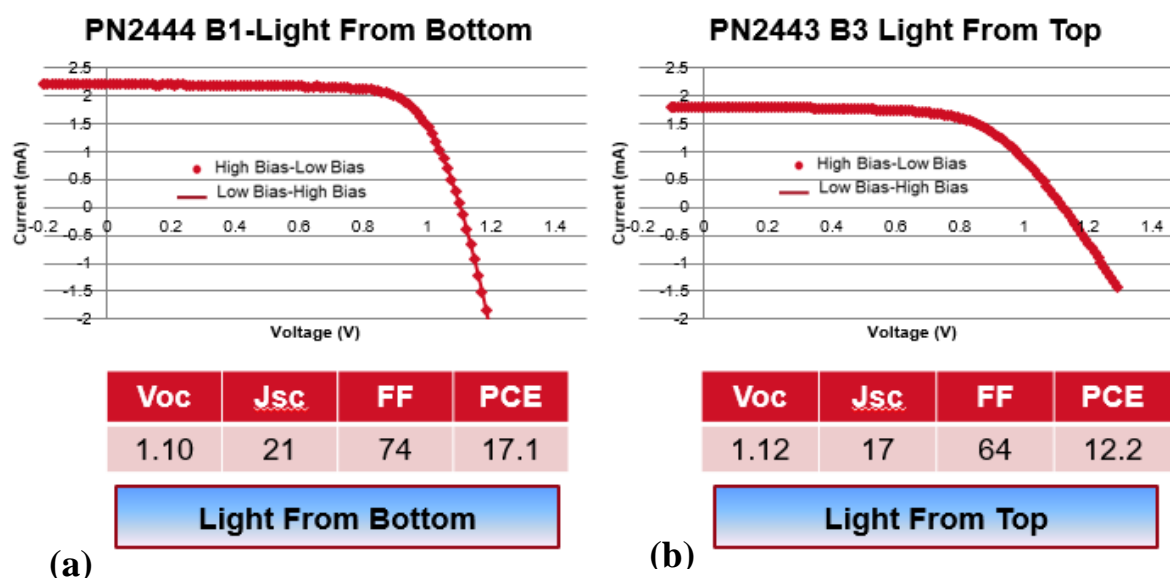 PN2444 B1-Light From Bottom
2.5
2
1.5
1
0.5
0
-0.5
-1
-1.5
-2
-0.2 0 0.2 0.4 0.6 0.8 1 1.2 1.4
Current (mA)
Voltage (V)
High Bias-Low Bias
Low Bias-High Bias
Voc Jsc FF PCE
1.10 21 74 17.1
Light From Bottom
(a)
PN2443 B3 Light From Top
2.5
2
1.5
1
0.5
0
-0.5
-1
-1.5
-2
-0.2 0 0.2 0.4 0.6 0.8 1 1.2 1.4
Current (mA)
Voltage (V)
High Bias-Low Bias
Low Bias-High Bias
Voc Jsc FF PCE
1.12 17 64 12.2
Light From Top
(b)